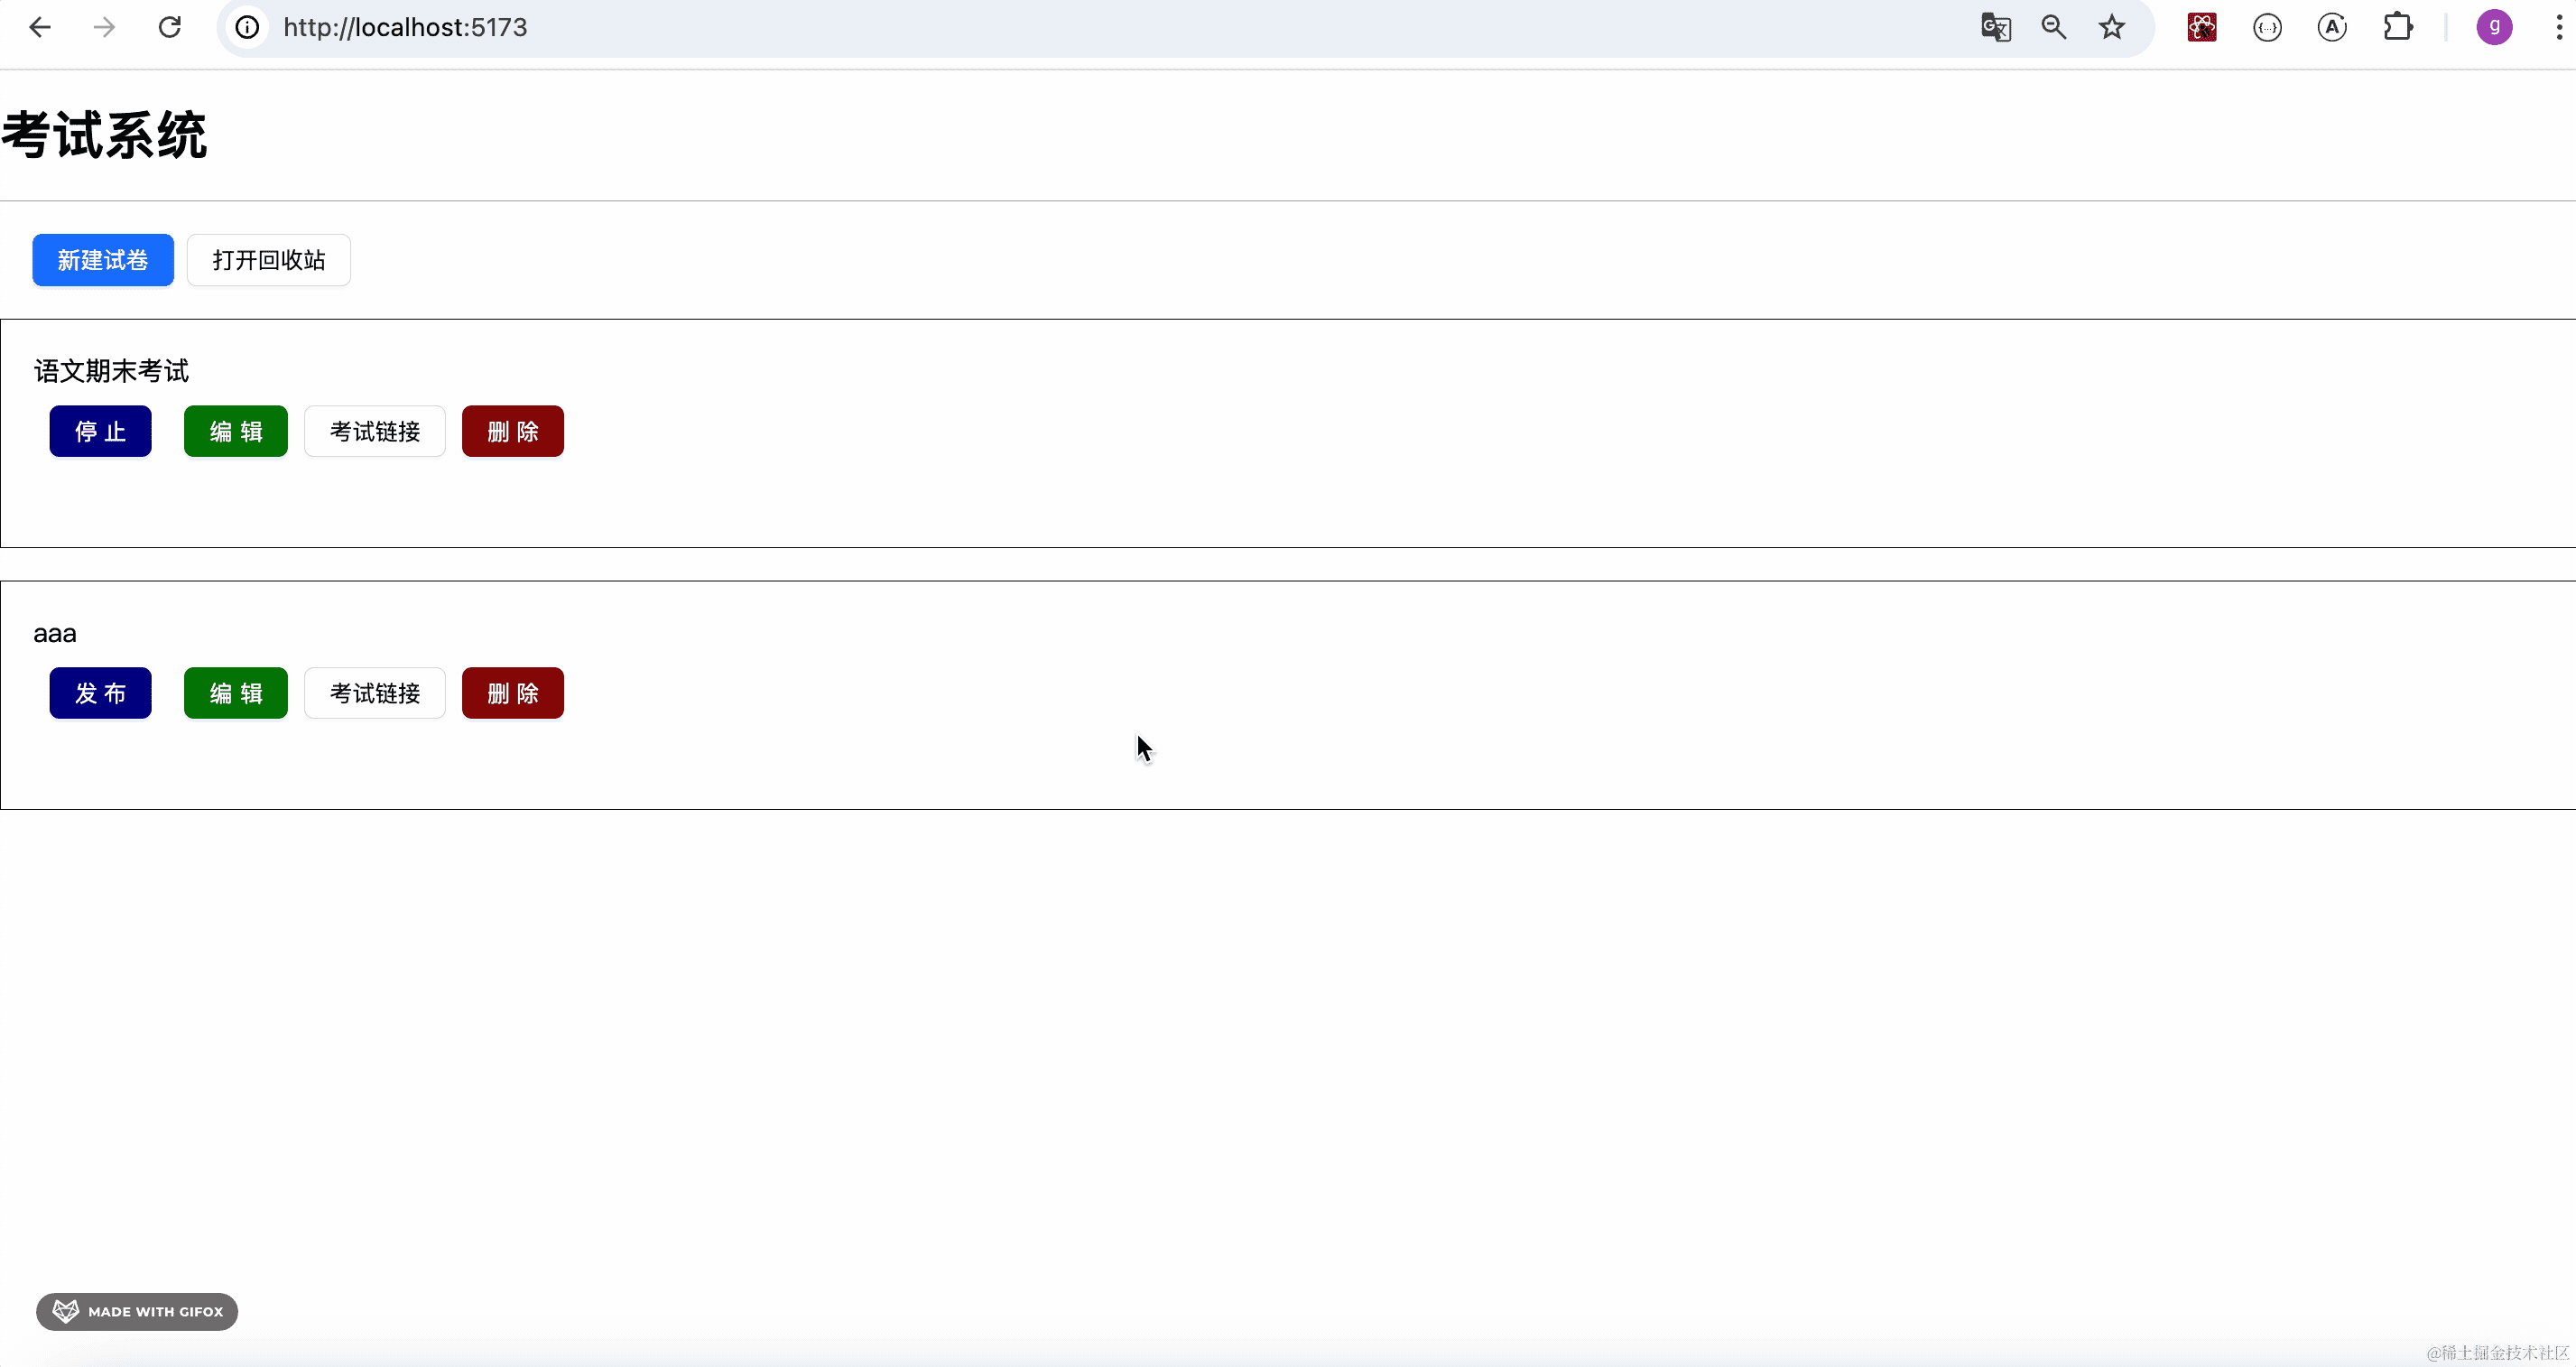 http://localhost:5173
g
考试系统
新建试卷 打开回收站
语文期末考试
停 止 编 辑 考试链接 删 除
aaa
发 布 编 辑 考试链接 删 除
MADE WITH GIFOX
@稀土掘金技术社区